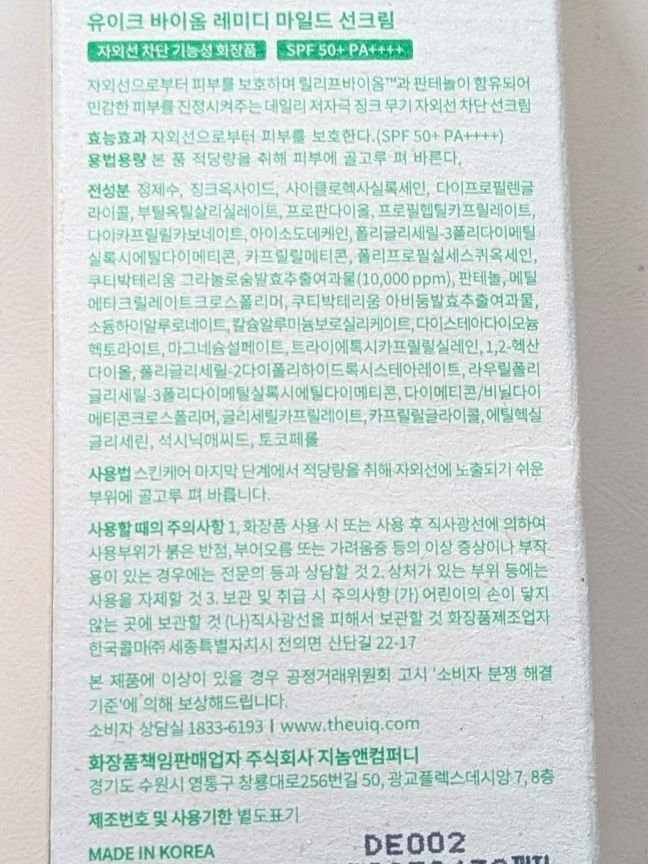 유이크 바이옴 레미디 마일드 선크림
자외선 차단 기능성 화장품 SPF 50+ PA++++
자외선으로부터 피부를 보호하며 릴리프바이옴™과 판테놀이 함유되어
민감한 피부를 진정시켜주는 데일리 저자극 징크 무기 자외선 차단 선크림
효능효과 자외선으로부터 피부를 보호한다.(SPF 50+ PA++++)
용법용량 본 품 적당량을 취해 피부에 골고루 펴 바른다.
전성분 정제수, 징크옥사이드, 사이클로헥사실록세인, 다이프로필렌글
라이콜, 부틸옥틸살리실레이트, 프로판다이올, 프로필헵틸카프릴레이트,
다이카프릴릴카보네이트, 아이소도데케인, 폴리글리세릴-3폴리다이메틸
실록시에틸다이메티콘, 카프릴릴메티콘, 폴리프로필실세스퀴옥세인,
쿠티박테리움 그라눌로숨발효추출여과물(10,000 ppm), 판테놀, 메틸
메타크릴레이트크로스폴리머, 쿠티박테리움 아비둠발효추출여과물,
소듐하이알루로네이트, 칼슘알루미늄보로실리케이트, 다이스테아다이모늄
헥토라이트, 마그네슘설페이트, 트라이에톡시카프릴릴실레인, 1,2-헥산
다이올, 폴리글리세릴-2다이폴리하이드록시스테아레이트, 라우릴폴리
글리세릴-3폴리다이메틸실록시에틸다이메티콘, 다이메티콘/비닐다이
메티콘크로스폴리머, 글리세릴카프릴레이트, 카프릴릴글라이콜, 에틸헥실
글리세린, 석시닉애씨드, 토코페롤
사용법 스킨케어 마지막 단계에서 적당량을 취해 자외선에 노출되기 쉬운
부위에 골고루 펴 바릅니다.
사용할 때의 주의사항 1. 화장품 사용 시 또는 사용 후 직사광선에 의하여
사용부위가 붉은 반점, 부어오름 또는 가려움증 등의 이상 증상이나 부작
용이 있는 경우에는 전문의 등과 상담할 것 2. 상처가 있는 부위 등에는
사용을 자제할 것 3. 보관 및 취급 시 주의사항 (가) 어린이의 손이 닿지
않는 곳에 보관할 것 (나)직사광선을 피해서 보관할 것 화장품제조업자
한국콜마㈜ 세종특별자치시 전의면 산단길 22-17
본 제품에 이상이 있을 경우 공정거래위원회 고시 '소비자 분쟁 해결
기준'에 의해 보상해드립니다.
소비자 상담실 1833-6193 | www.theuiq.com
화장품책임판매업자 주식회사 지놈앤컴퍼니
경기도 수원시 영통구 창룡대로256번길 50, 광교플렉스데시앙 7, 8층
제조번호 및 사용기한 별도표기
DE002
MADE IN KOREA